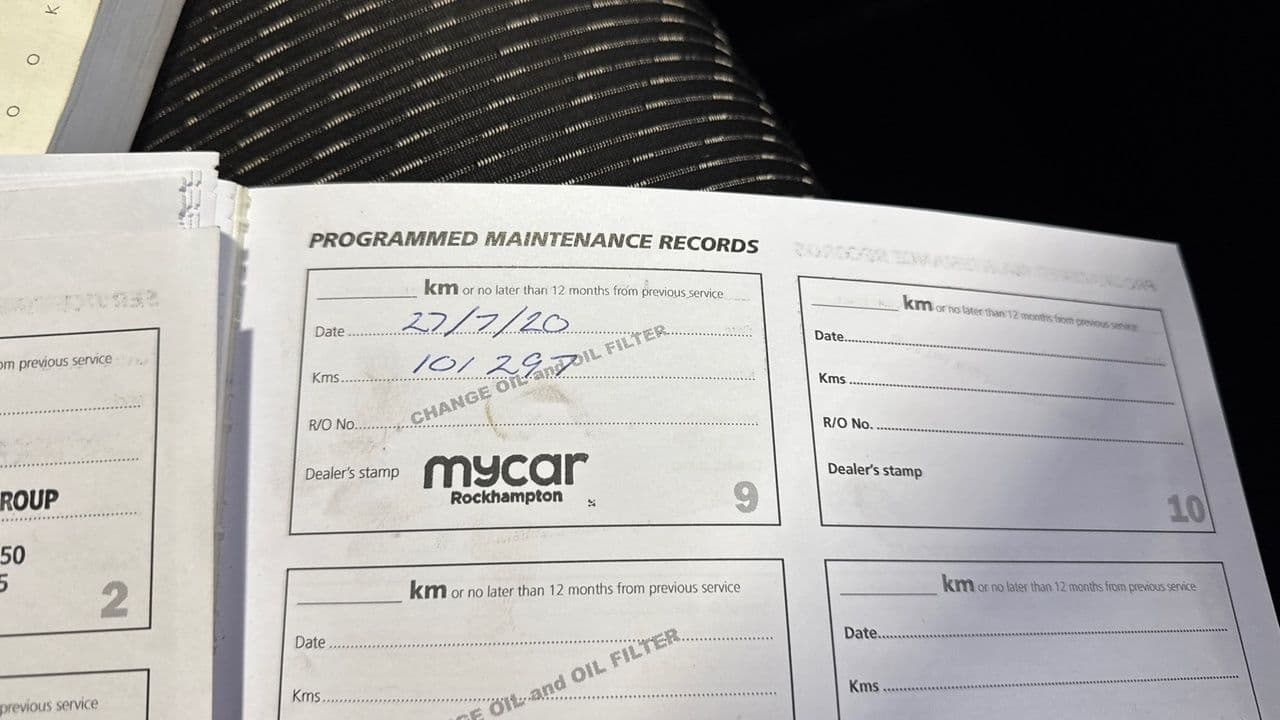 K
O
O
PROGRAMMED MAINTENANCE RECORDS
km or no later than 12 months from previous service
Date 27/7/20
Kms 101 297
CHANGE OIL and OIL FILTER
R/O No.
Dealer's stamp mycar
Rockhampton
9
km or no later than 12 months from previous service
Date
Kms
R/O No.
Dealer's stamp
10
om previous service
ROUP
50
5
2
previous service
km or no later than 12 months from previous service
Date
Kms
GE OIL and OIL FILTER
km or no later than 12 months from previous service
Date
Kms